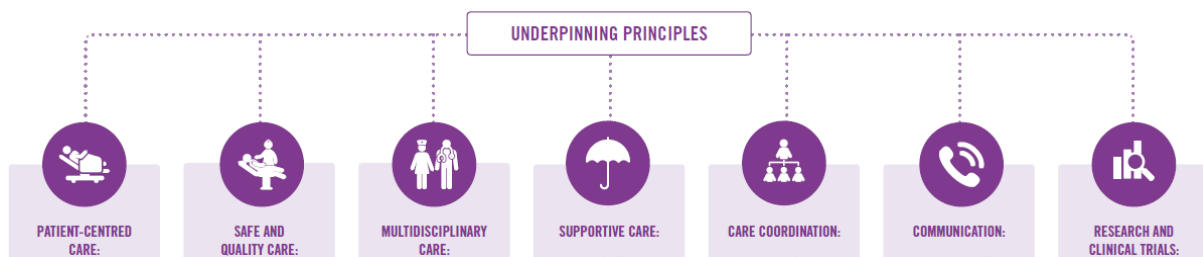 UNDERPINNING PRINCIPLES
PATIENT-CENTRED
CARE:
SAFE AND
QUALITY CARE:
MULTIDISCIPLINARY
CARE:
SUPPORTIVE CARE:
CARE COORDINATION:
COMMUNICATION:
RESEARCH AND
CLINICAL TRIALS: